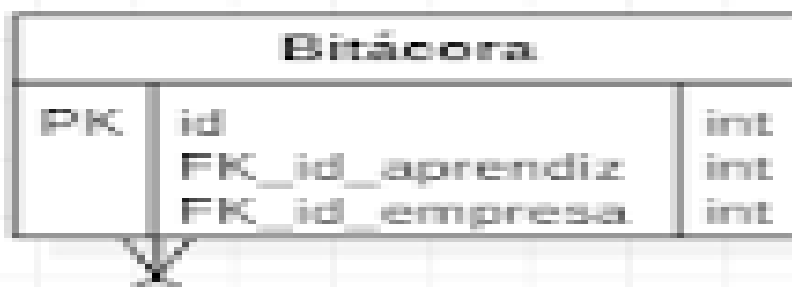 Bitácora
PK id int
FK_id_aprendiz int
FK_id_empresa int